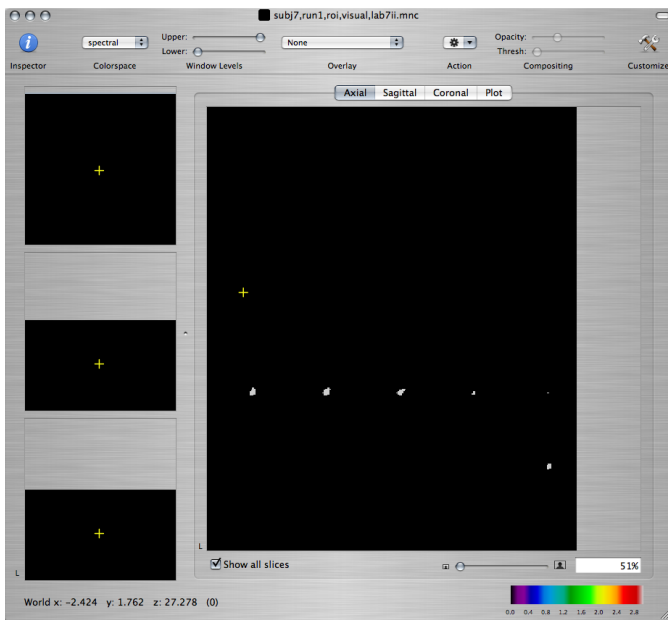 subj7,run1,roi,visual,lab7ii.mnc
spectral
Upper:
Lower:
None
Opacity:
Thresh:
Inspector Colorspace Window Levels Overlay Action Compositing Customize
Axial Sagittal Coronal Plot
L
L
Show all slices
51%
World x: -2.424 y: 1.762 z: 27.278 (0)
0.0 0.4 0.8 1.2 1.6 2.0 2.4 2.8